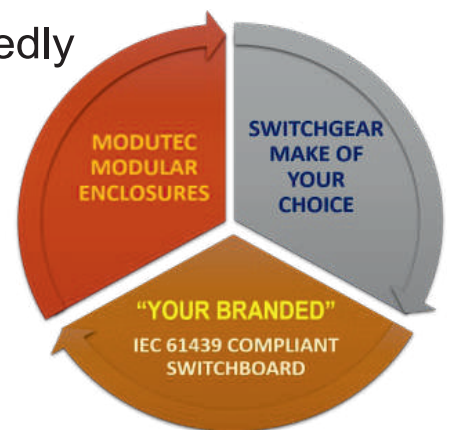 edly
MODUTEC
MODULAR
ENCLOSURES
SWITCHGEAR
MAKE OF
YOUR
CHOICE
“YOUR BRANDED”
IEC 61439 COMPLIANT
SWITCHBOARD